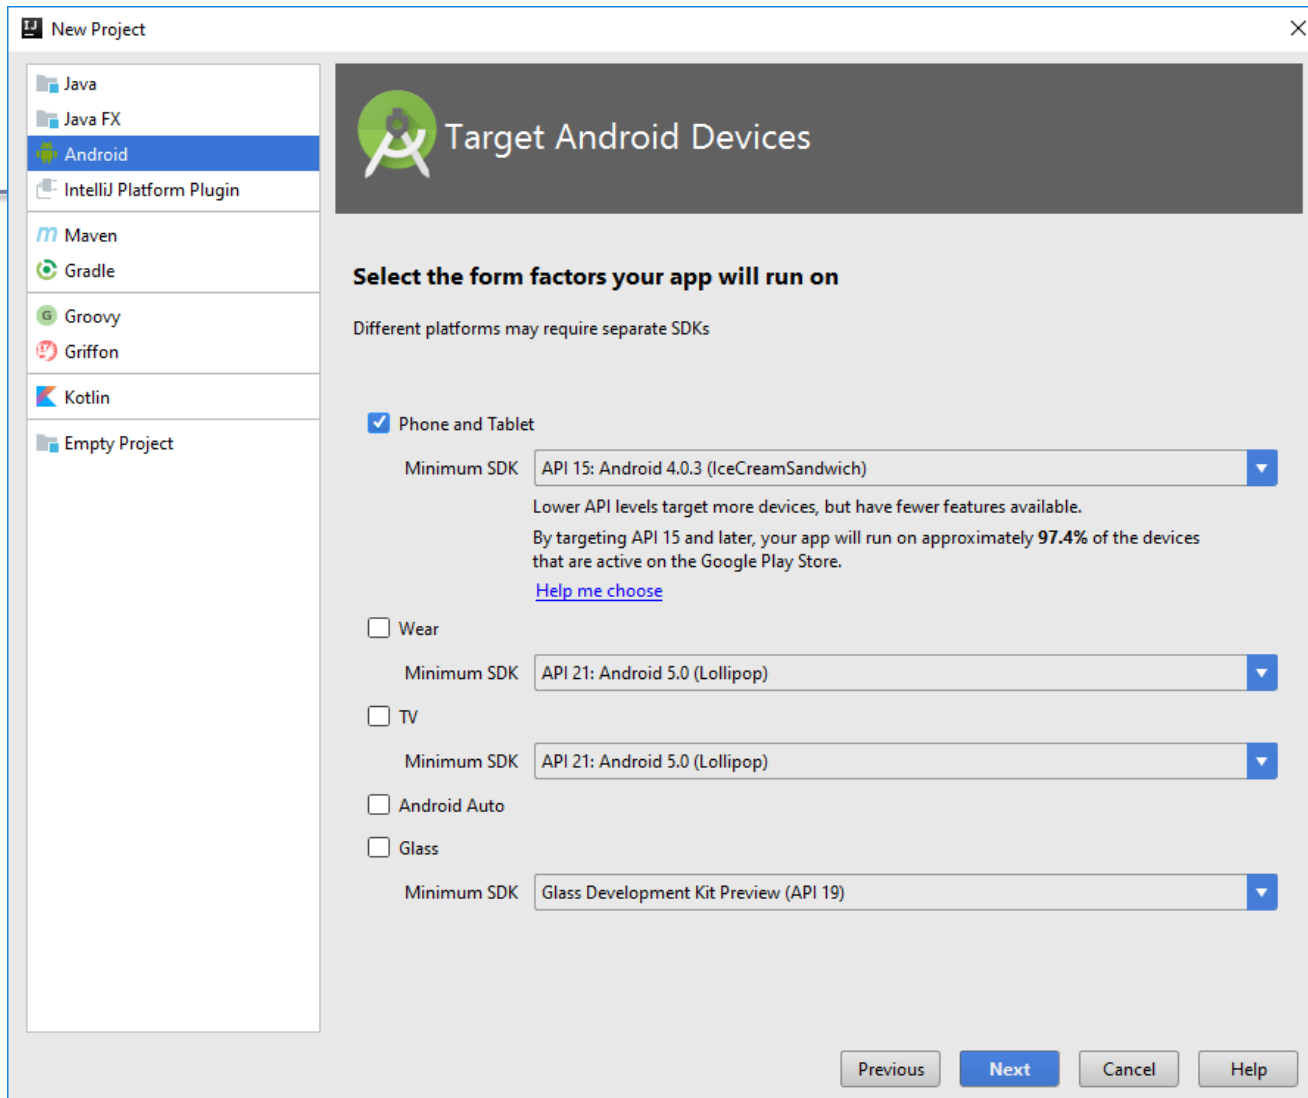 New Project
Java
Java FX
Android
IntelliJ Platform Plugin
Maven
Gradle
Groovy
Griffon
Kotlin
Empty Project
Target Android Devices
Select the form factors your app will run on
Different platforms may require separate SDKs
Phone and Tablet
Minimum SDK API 15: Android 4.0.3 (IceCreamSandwich)
Lower API levels target more devices, but have fewer features available.
By targeting API 15 and later, your app will run on approximately 97.4% of the devices
that are active on the Google Play Store.
Help me choose
Wear
Minimum SDK API 21: Android 5.0 (Lollipop)
TV
Minimum SDK API 21: Android 5.0 (Lollipop)
Android Auto
Glass
Minimum SDK Glass Development Kit Preview (API 19)
Previous Next Cancel Help